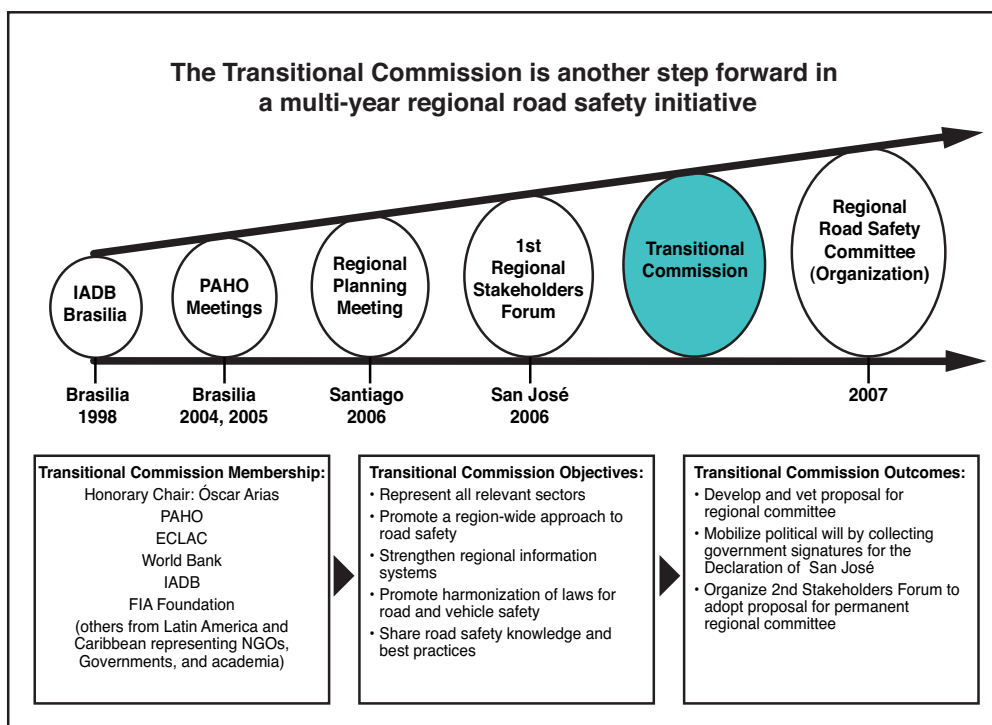 The Transitional Commission is another step forward in
a multi-year regional road safety initiative
IADB
Brasilia
PAHO
Meetings
Regional
Planning
Meeting
1st
Regional
Stakeholders
Forum
Transitional
Commission
Regional
Road Safety
Committee
(Organization)
Brasilia
1998
Brasilia
2004, 2005
Santiago
2006
San José
2006
2007
Transitional Commission Membership:
Honorary Chair: Óscar Arias
PAHO
ECLAC
World Bank
IADB
FIA Foundation
(others from Latin America and
Caribbean representing NGOs,
Governments, and academia)
Transitional Commission Objectives:
• Represent all relevant sectors
• Promote a region-wide approach to
road safety
• Strengthen regional information
systems
• Promote harmonization of laws for
road and vehicle safety
• Share road safety knowledge and
best practices
Transitional Commission Outcomes:
• Develop and vet proposal for
regional committee
• Mobilize political will by collecting
government signatures for the
Declaration of San José
• Organize 2nd Stakeholders Forum to
adopt proposal for permanent
regional committee